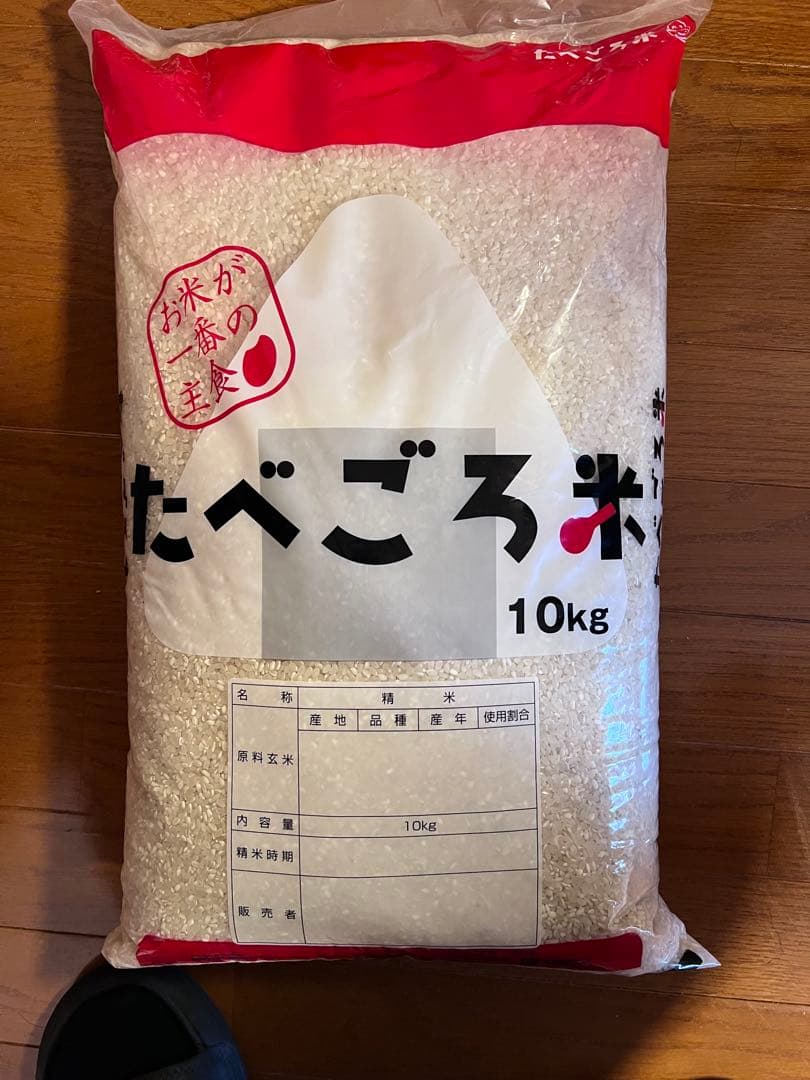 たべごろ米
お米が
一番の
主食
たべごろ米
10kg
名称 精米
産地 品種 産年 使用割合
原料玄米
内容量 10kg
精米時期
販売者